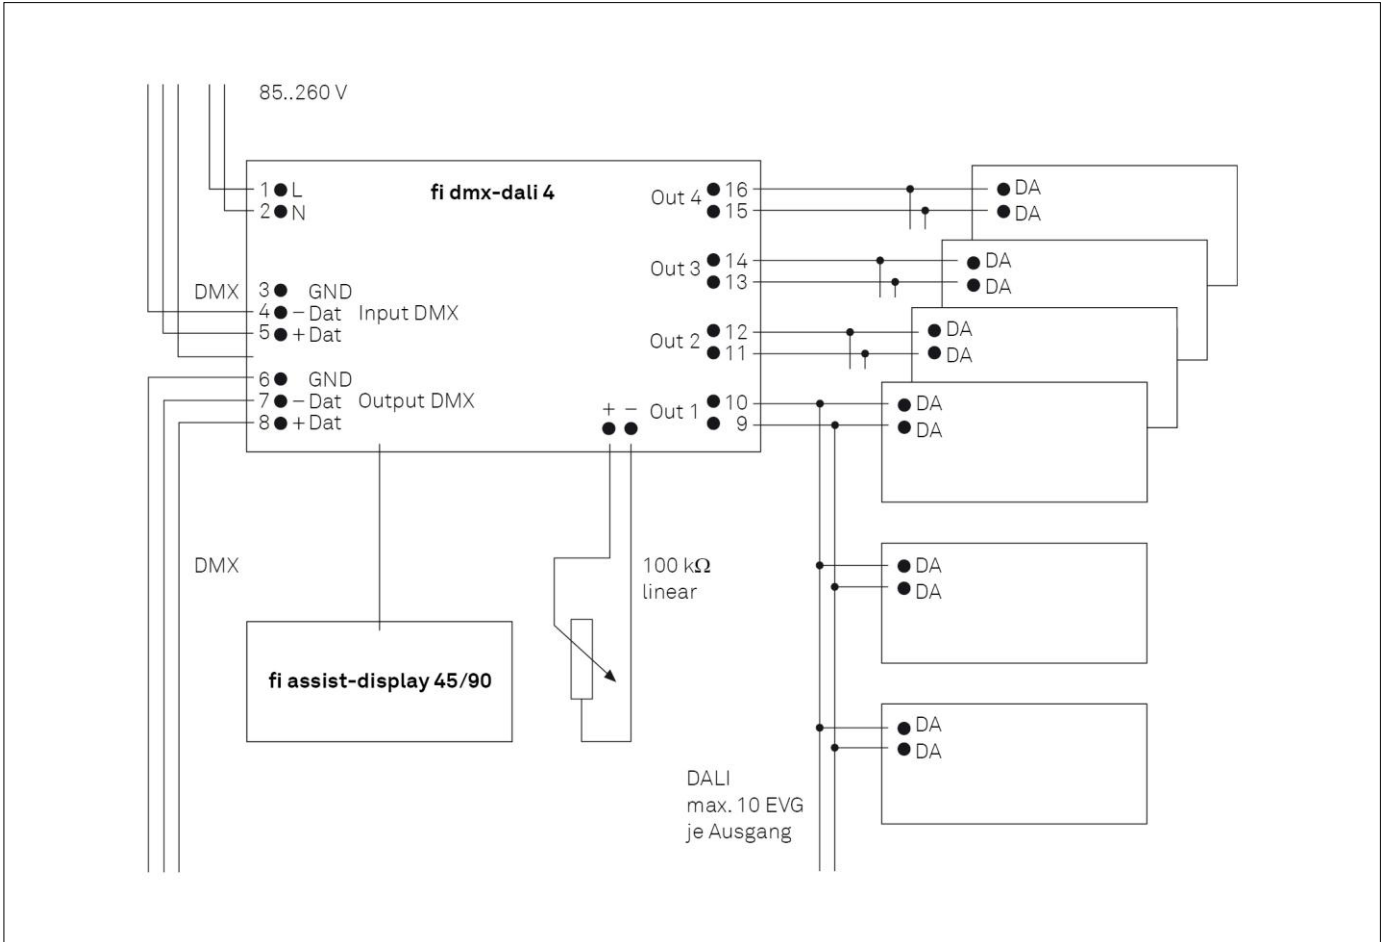 85..260 V
fi dmx-dali 4
1 L
2 N
Out 4 16
15
DA
DA
Out 3 14
13
DA
DA
DMX 3 GND
4 – Dat Input DMX
5 + Dat
Out 2 12
11
DA
DA
6 GND
7 – Dat Output DMX
8 + Dat
+ –
Out 1 10
9
DA
DA
DMX
100 kΩ
linear
DA
DA
fi assist-display 45/90
DA
DA
DALI
max. 10 EVG
je Ausgang